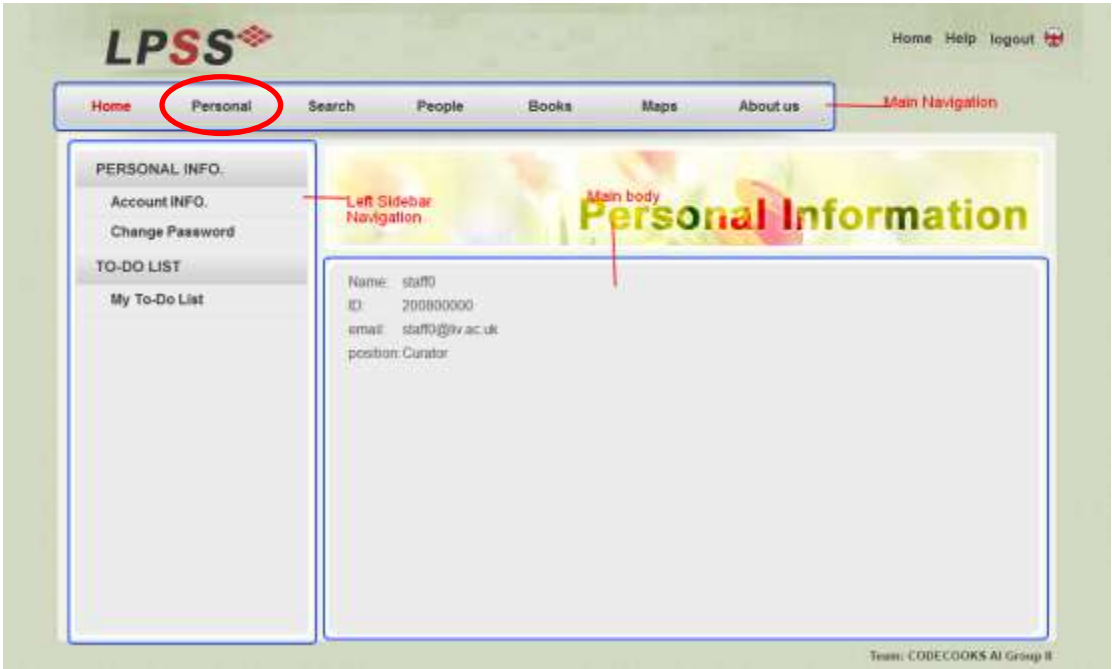 LPSS
Home Help logout
Home Personal Search People Books Maps About us
Main Navigation
PERSONAL INFO.
Account INFO.
Change Password
TO-DO LIST
My To-Do List
Left Sidebar
Navigation
Main body
Personal Information
Name: staff0
ID: 200800000
email: staff0@liv.ac.uk
position: Curator
Team: CODECOOKS AI Group 8